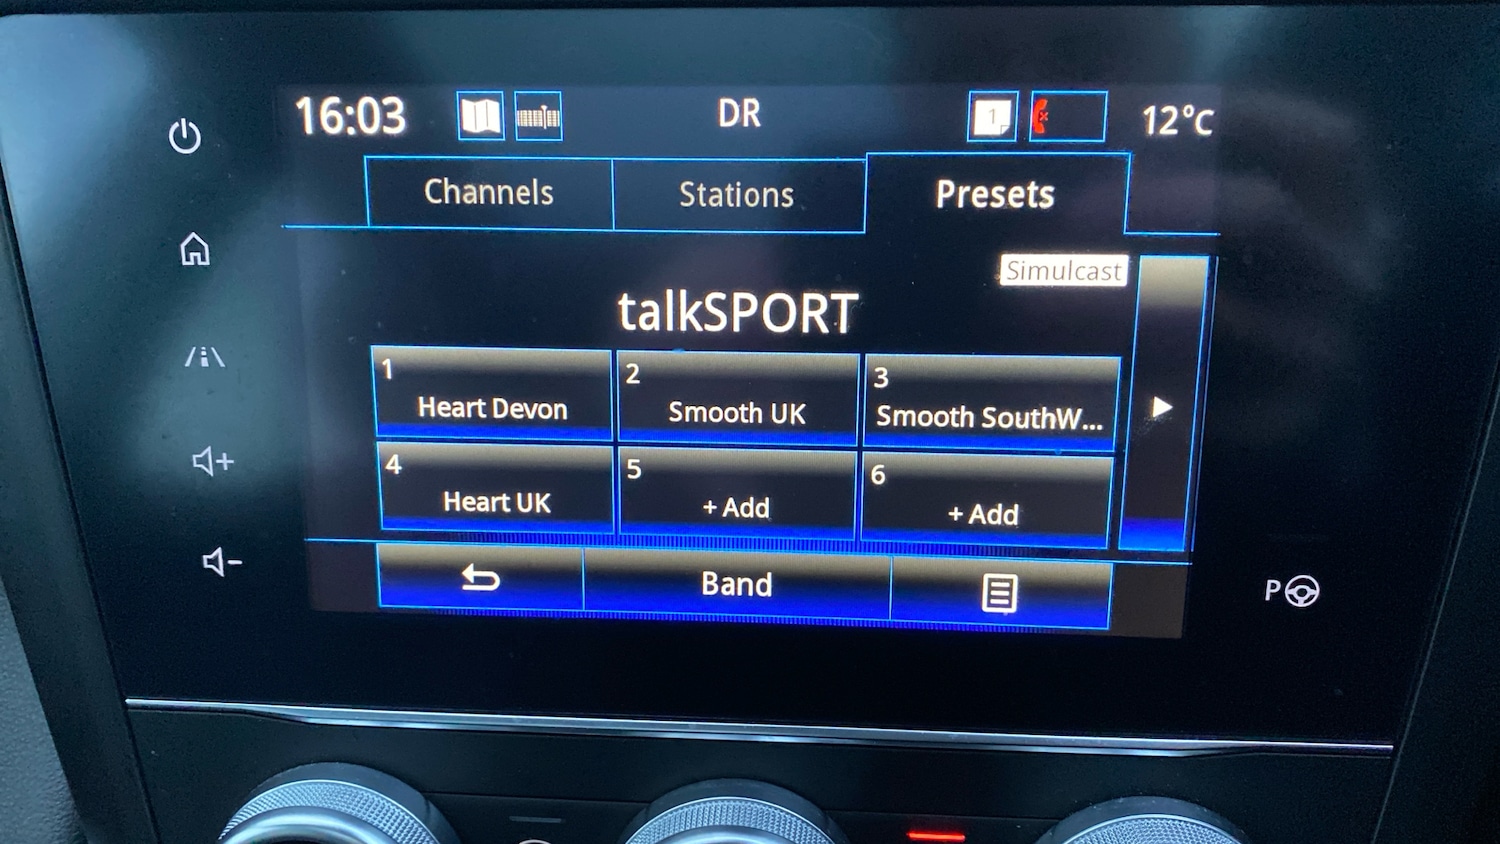 16:03
DR
1
12°C
Channels
Stations
Presets
Simulcast
talkSPORT
1
Heart Devon
2
Smooth UK
3
Smooth SouthW...
4
Heart UK
5
+ Add
6
+ Add
Band
P